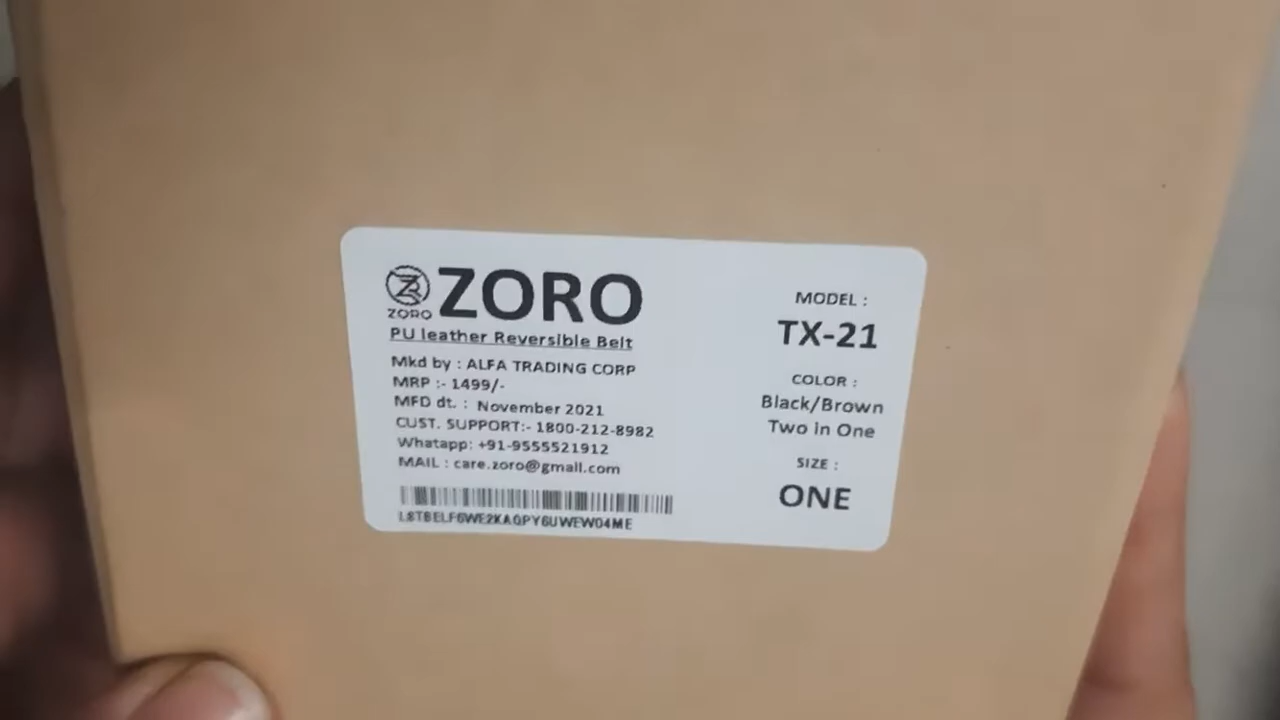 ZORO
ZORO
PU leather Reversible Belt
Mkd by : ALFA TRADING CORP
MRP :- 1499/-
MFD dt. : November 2021
CUST. SUPPORT:- 1800-212-8982
Whatapp: +91-9555521912
MAIL : care.zoro@gmail.com
MODEL :
TX-21
COLOR :
Black/Brown
Two in One
SIZE :
ONE